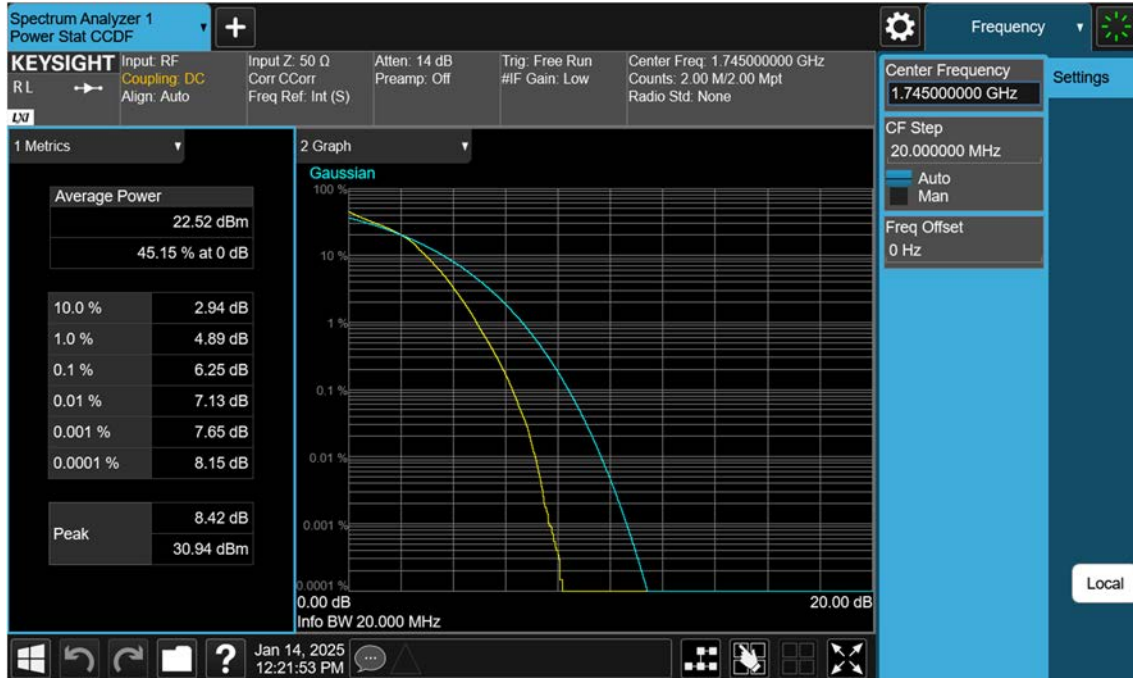 Spectrum Analyzer 1
Power Stat CCDF
Frequency
KEYSIGHT
R L
LXI
Input: RF
Coupling: DC
Align: Auto
Input Z: 50 Ω
Corr CCorr
Freq Ref: Int (S)
Atten: 14 dB
Preamp: Off
Trig: Free Run
#IF Gain: Low
Center Freq: 1.745000000 GHz
Counts: 2.00 M/2.00 Mpt
Radio Std: None
Center Frequency
1.745000000 GHz
Settings
CF Step
20.000000 MHz
Auto
Man
Freq Offset
0 Hz
Local
1 Metrics
Average Power
22.52 dBm
45.15 % at 0 dB
10.0 % 2.94 dB
1.0 % 4.89 dB
0.1 % 6.25 dB
0.01 % 7.13 dB
0.001 % 7.65 dB
0.0001 % 8.15 dB
Peak
8.42 dB
30.94 dBm
2 Graph
Gaussian
100 %
10 %
1 %
0.1 %
0.01 %
0.001 %
0.0001 %
0.00 dB 20.00 dB
Info BW 20.000 MHz
?
Jan 14, 2025
12:21:53 PM